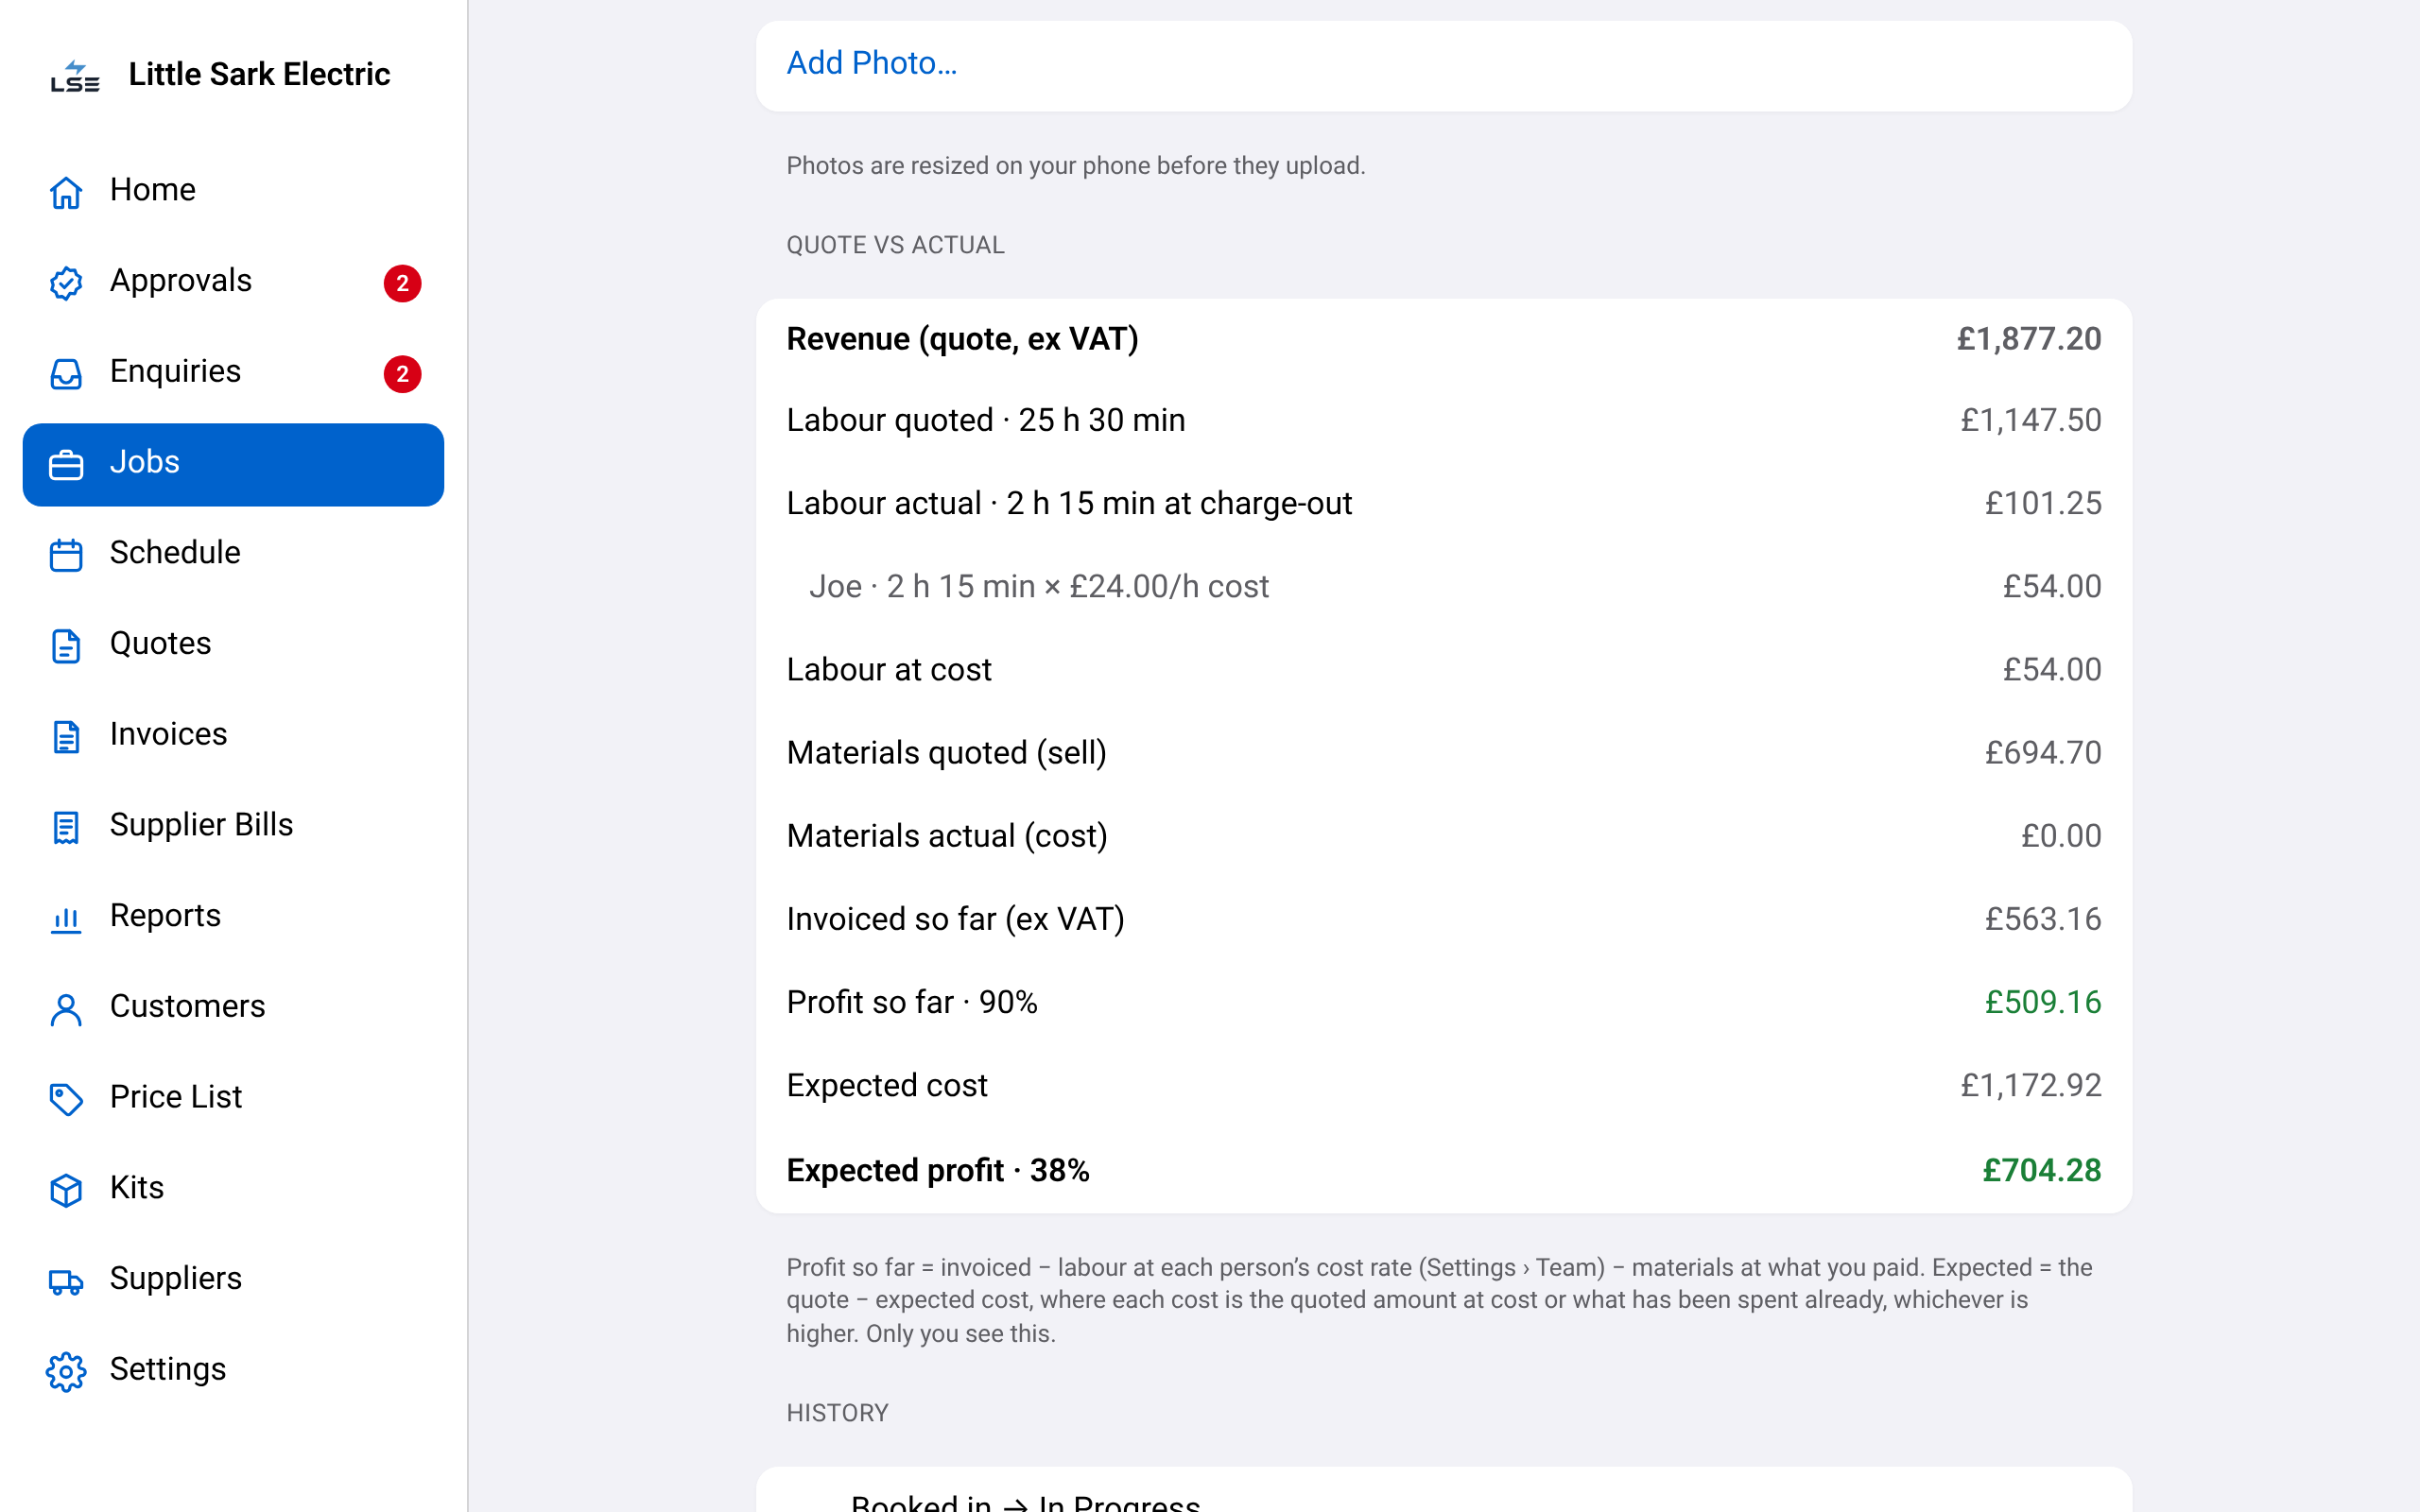 LSE Little Sark Electric
Home
Approvals 2
Enquiries 2
Jobs
Schedule
Quotes
Invoices
Supplier Bills
Reports
Customers
Price List
Kits
Suppliers
Settings
Add Photo…
Photos are resized on your phone before they upload.
QUOTE VS ACTUAL
Revenue (quote, ex VAT) £1,877.20
Labour quoted · 25 h 30 min £1,147.50
Labour actual · 2 h 15 min at charge-out £101.25
Joe · 2 h 15 min × £24.00/h cost £54.00
Labour at cost £54.00
Materials quoted (sell) £694.70
Materials actual (cost) £0.00
Invoiced so far (ex VAT) £563.16
Profit so far · 90% £509.16
Expected cost £1,172.92
Expected profit · 38% £704.28
Profit so far = invoiced − labour at each person’s cost rate (Settings › Team) − materials at what you paid. Expected = the
quote − expected cost, where each cost is the quoted amount at cost or what has been spent already, whichever is
higher. Only you see this.
HISTORY
Booked in → In Progress